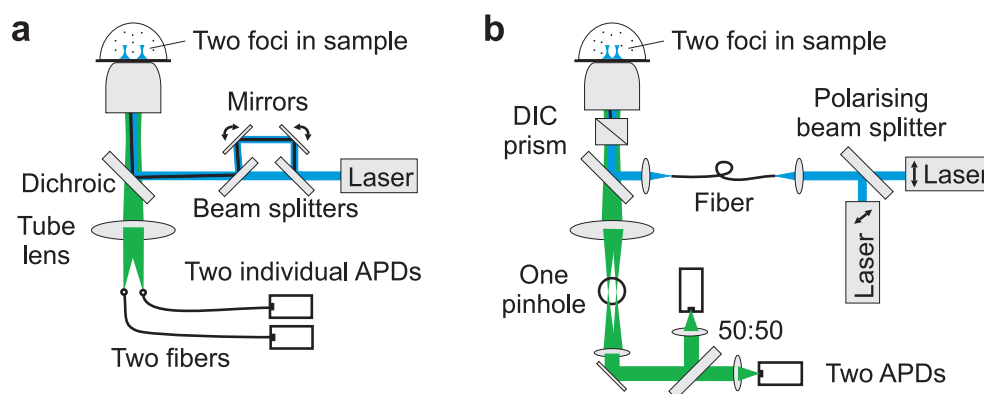 a
Two foci in sample
Mirrors
Laser
Dichroic
Beam splitters
Tube
lens
Two individual APDs
Two fibers
b
Two foci in sample
DIC
prism
Polarising
beam splitter
Laser
Fiber
Laser
One
pinhole
50:50
Two APDs